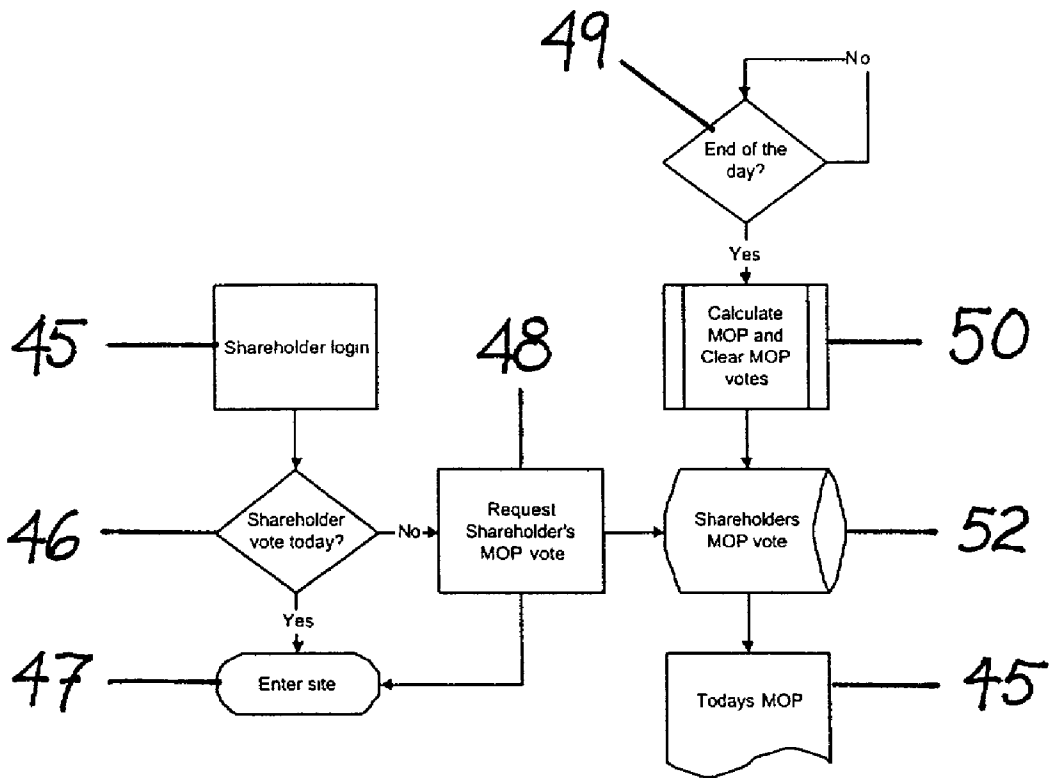 49
No
End of the
day?
Yes
45
Shareholder login
48
Calculate
MOP and
Clear MOP
votes
50
46
Shareholder
vote today?
No
Request
Shareholder's
MOP vote
Shareholders
MOP vote
52
Yes
47
Enter site
Todays MOP
45